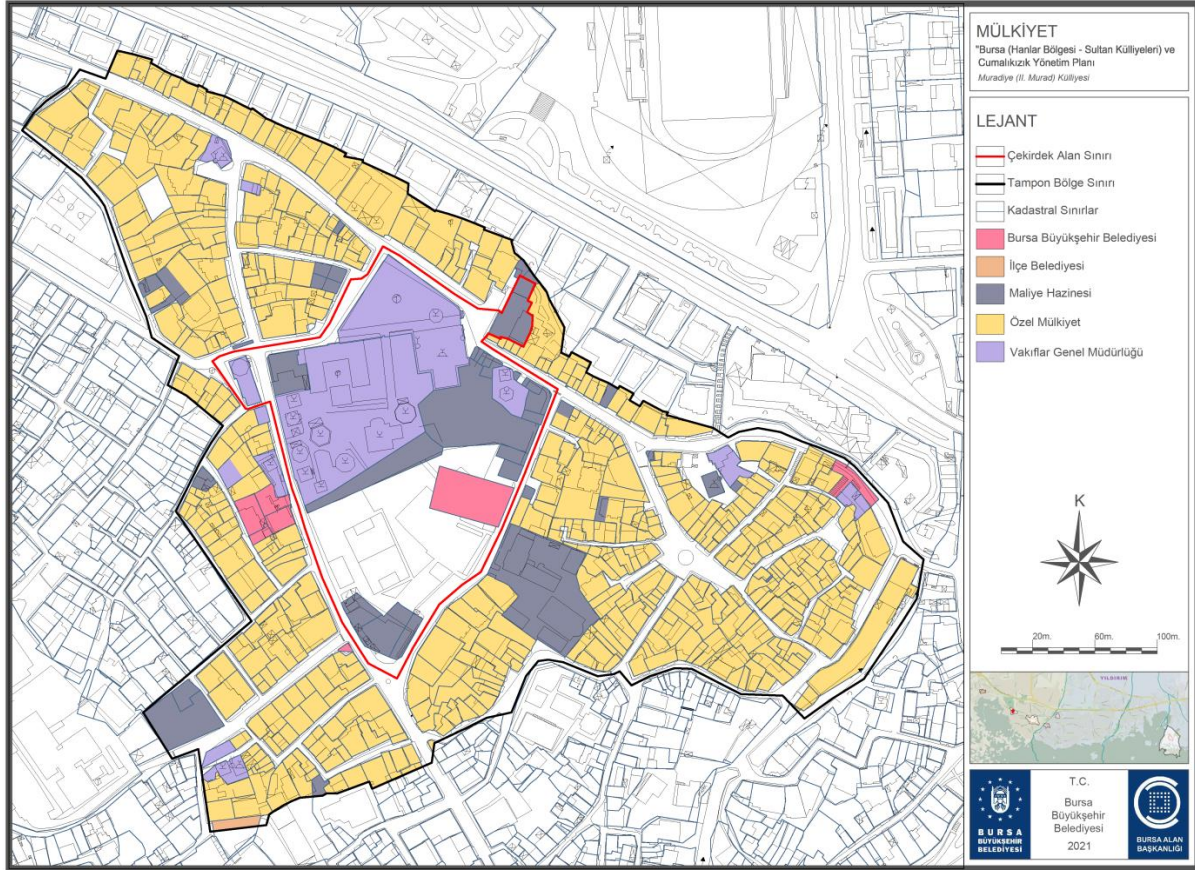 MÜLKİYET
"Bursa (Hanlar Bölgesi - Sultan Külliyeleri) ve
Cumalıkızık Yönetim Planı
Muradiye (II. Murad) Külliyesi
LEJANT
Çekirdek Alan Sınırı
Tampon Bölge Sınırı
Kadastral Sınırlar
Bursa Büyükşehir Belediyesi
İlçe Belediyesi
Maliye Hazinesi
Özel Mülkiyet
Vakıflar Genel Müdürlüğü
K
20m. 60m. 100m.
YILDIRIM
BURSA
BÜYÜKŞEHİR
BELEDİYESİ
T.C.
Bursa
Büyükşehir
Belediyesi
2021
BURSA ALAN
BAŞKANLIĞI